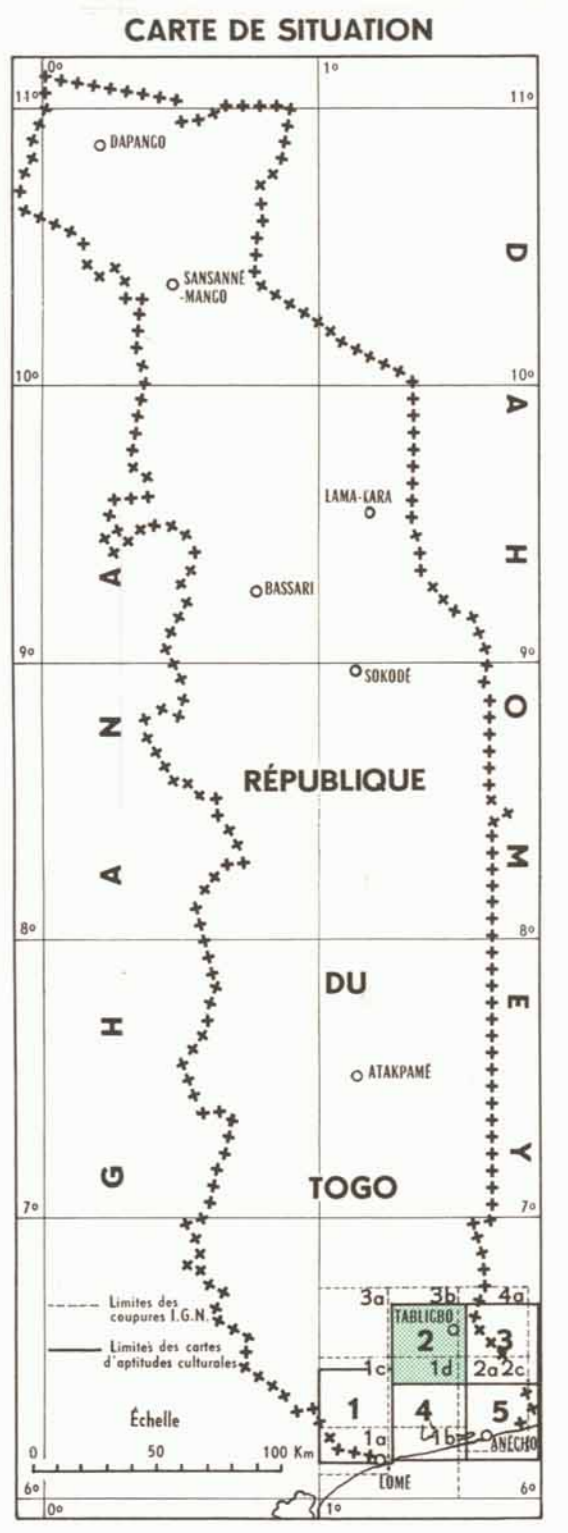 CARTE DE SITUATION
0° 1°
11° 11°
DAPANGO
SANSANNÉ
-MANGO
10° 10°
LAMA-KARA
BASSARI
9° 9°
SOKODÉ
RÉPUBLIQUE
8° 8°
DU
ATAKPAMÉ
TOGO
7° 7°
GHANA
DAHOMEY
3a 3b 4a
TABLIGBO
2 3
1c 1d 2a 2c
1 4 5
1a 1b
ANÉCHO
LOMÉ
Limites des
coupures I.G.N.
Limites des cartes
d'aptitudes culturales
Échelle
0 50 100 Km
6° 6°
0° 1°